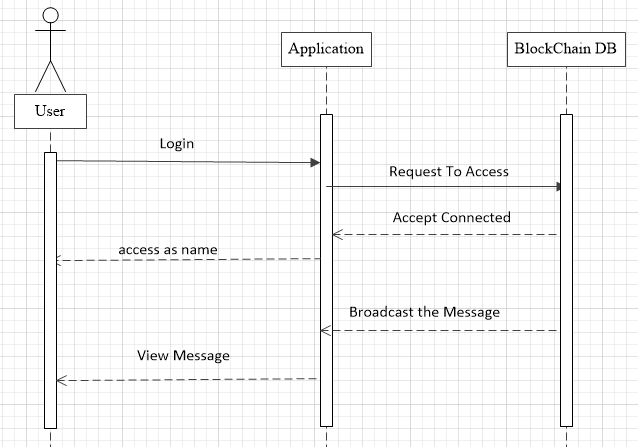 Application
BlockChain DB
User
Login
Request To Access
Accept Connected
access as name
Broadcast the Message
View Message